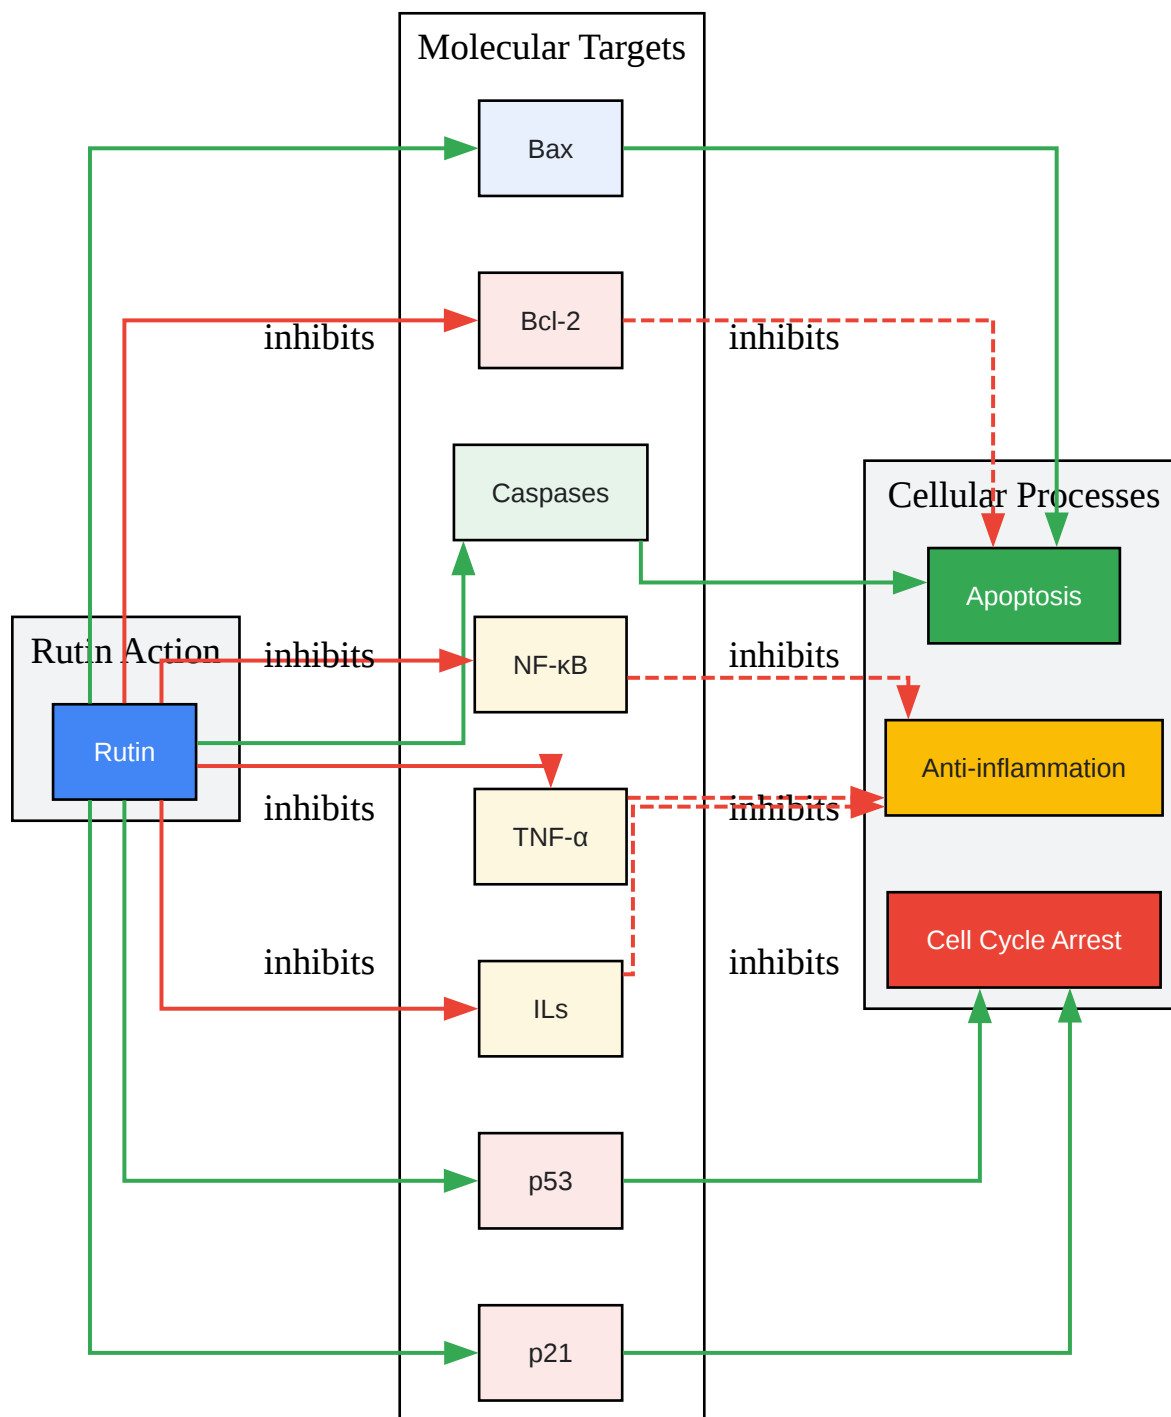 Molecular Targets
Bax
Bcl-2
inhibits
inhibits
Caspases
Cellular Processes
Apoptosis
Rutin Action
inhibits
NF-κB
inhibits
Rutin
Anti-inflammation
inhibits
TNF-α
inhibits
Cell Cycle Arrest
inhibits
ILs
inhibits
p53
p21